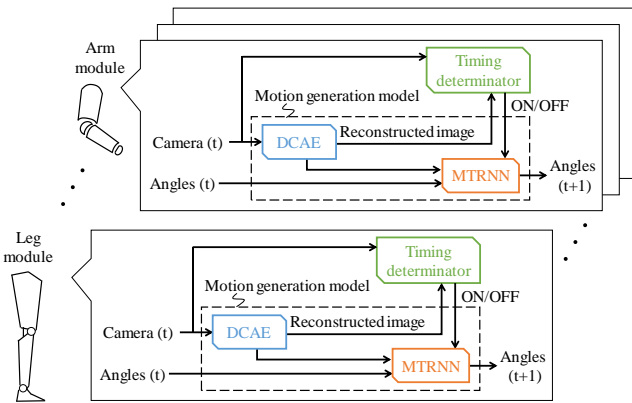 Arm
module
Timing
determinator
Motion generation model
ON/OFF
Camera (t)
DCAE
Reconstructed image
Angles (t)
MTRNN
Angles
(t+1)
Leg
module
Timing
determinator
Motion generation model
ON/OFF
Camera (t)
DCAE
Reconstructed image
Angles (t)
MTRNN
Angles
(t+1)